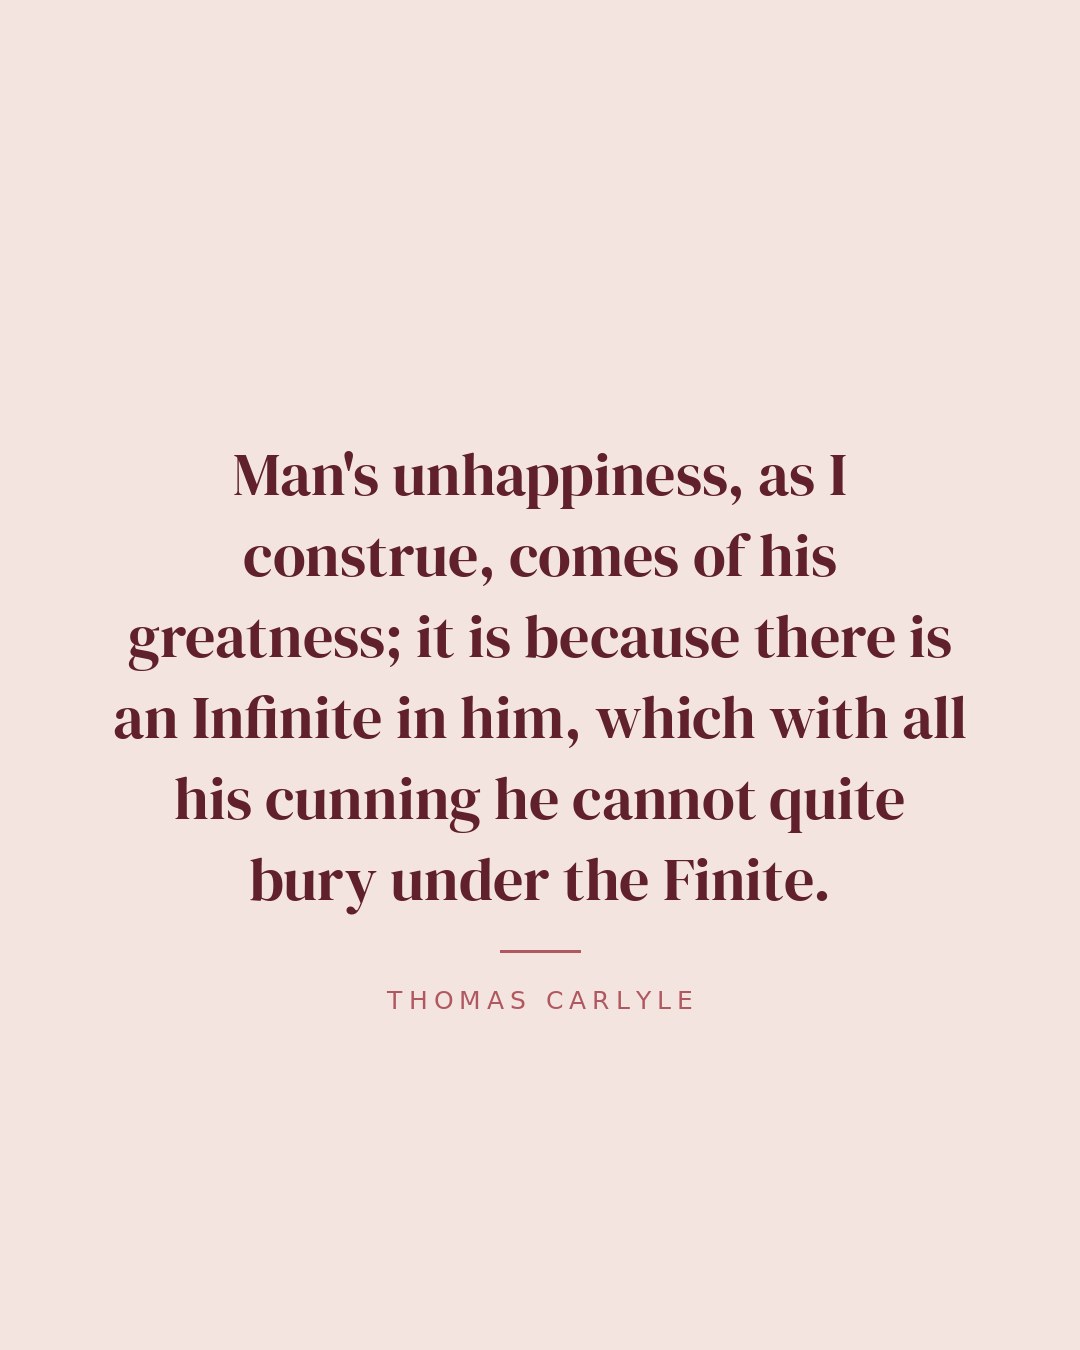 Man's unhappiness, as I
construe, comes of his
greatness; it is because there is
an Infinite in him, which with all
his cunning he cannot quite
bury under the Finite.
THOMAS CARLYLE